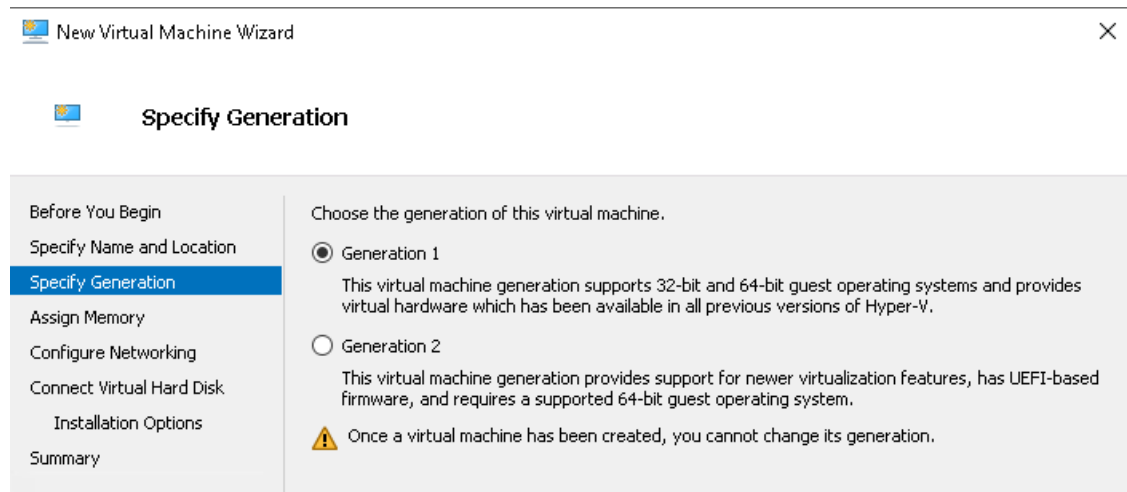 New Virtual Machine Wizard
Specify Generation
Before You Begin
Specify Name and Location
Specify Generation
Assign Memory
Configure Networking
Connect Virtual Hard Disk
Installation Options
Summary
Choose the generation of this virtual machine.
Generation 1
This virtual machine generation supports 32-bit and 64-bit guest operating systems and provides
virtual hardware which has been available in all previous versions of Hyper-V.
Generation 2
This virtual machine generation provides support for newer virtualization features, has UEFI-based
firmware, and requires a supported 64-bit guest operating system.
Once a virtual machine has been created, you cannot change its generation.